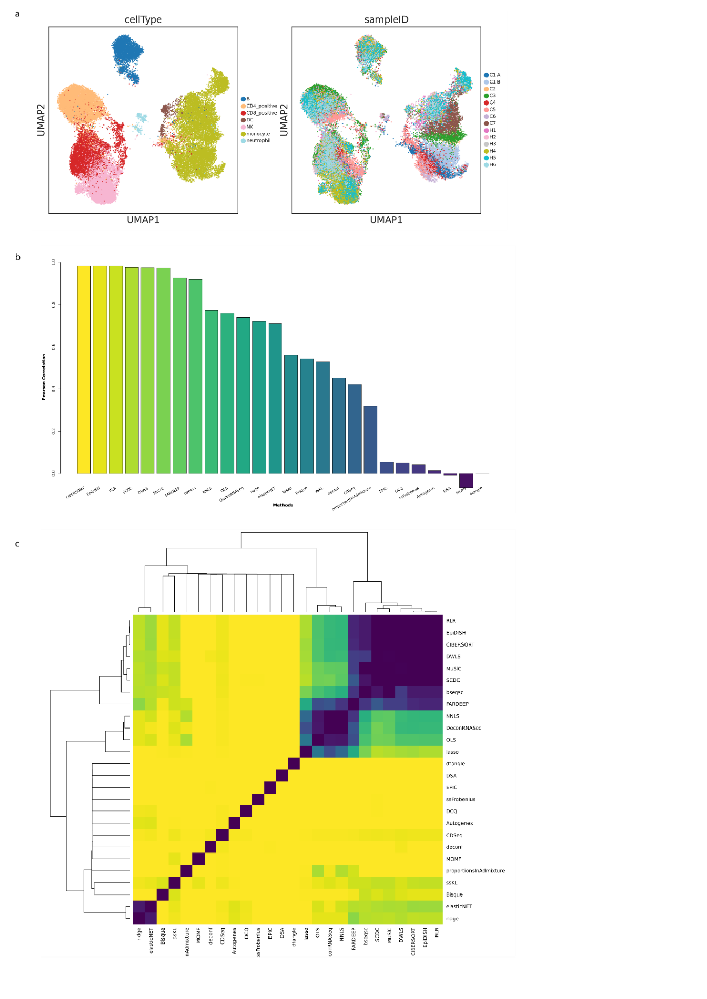 a
cellType
sampleID
UMAP2
UMAP1
B
CD4_positive
CD8_positive
DC
NK
monocyte
neutrophil
UMAP2
UMAP1
C1 A
C1 B
C2
C3
C4
C5
C6
C7
H1
H2
H3
H4
H5
H6
b
Pearson Correlation
1.0
0.8
0.6
0.4
0.2
0.0
CIBERSORT
EpiDISH
RLR
SCDC
DWLS
MuSiC
FARDEEP
bseqsc
NNLS
OLS
DeconRNASeq
ridge
elasticNET
lasso
Bisque
ssKL
deconf
CDSeq
proportionsInAdmixture
EPIC
DCQ
ssFrobenius
Autogenes
DSA
MOMF
dtangle
Methods
c
RLR
EpiDISH
CIBERSORT
DWLS
MuSiC
SCDC
bseqsc
FARDEEP
NNLS
DeconRNASeq
OLS
lasso
dtangle
DSA
EPIC
ssFrobenius
DCQ
Autogenes
CDSeq
deconf
MOMF
proportionsInAdmixture
ssKL
Bisque
elasticNET
ridge
ridge
elasticNET
Bisque
ssKL
nAdmixture
MOMF
deconf
CDSeq
Autogenes
DCQ
ssFrobenius
EPIC
DSA
dtangle
lasso
OLS
conRNASeq
NNLS
FARDEEP
bseqsc
SCDC
MuSiC
DWLS
CIBERSORT
EpiDISH
RLR